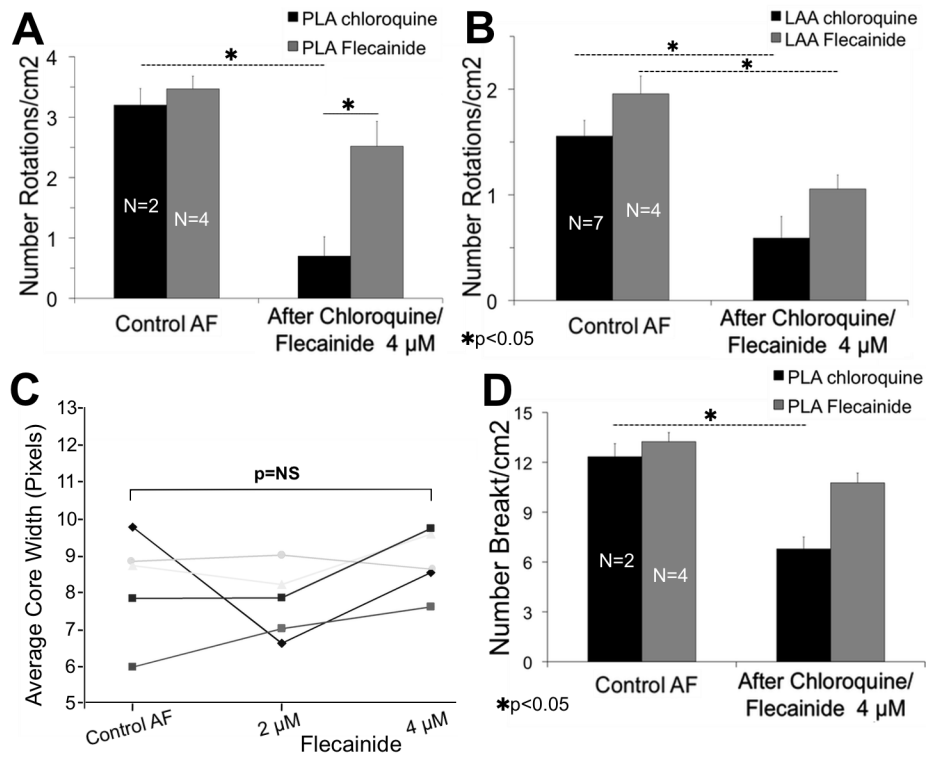 A
PLA chloroquine
PLA Flecainide
Number Rotations/cm2
4
3
2
1
0
*
*
N=2
N=4
Control AF
After Chloroquine/
Flecainide 4 µM
B
LAA chloroquine
LAA Flecainide
Number Rotations/cm2
2
1
0
*
*
N=7
N=4
Control AF
After Chloroquine/
Flecainide 4 µM
*p<0.05
C
Average Core Width (Pixels)
13
12
11
10
9
8
7
6
5
p=NS
Control AF
2 µM
4 µM
Flecainide
D
PLA chloroquine
PLA Flecainide
Number Breakt/cm2
15
12
9
6
3
0
*
N=2
N=4
Control AF
After Chloroquine/
Flecainide 4 µM
*p<0.05